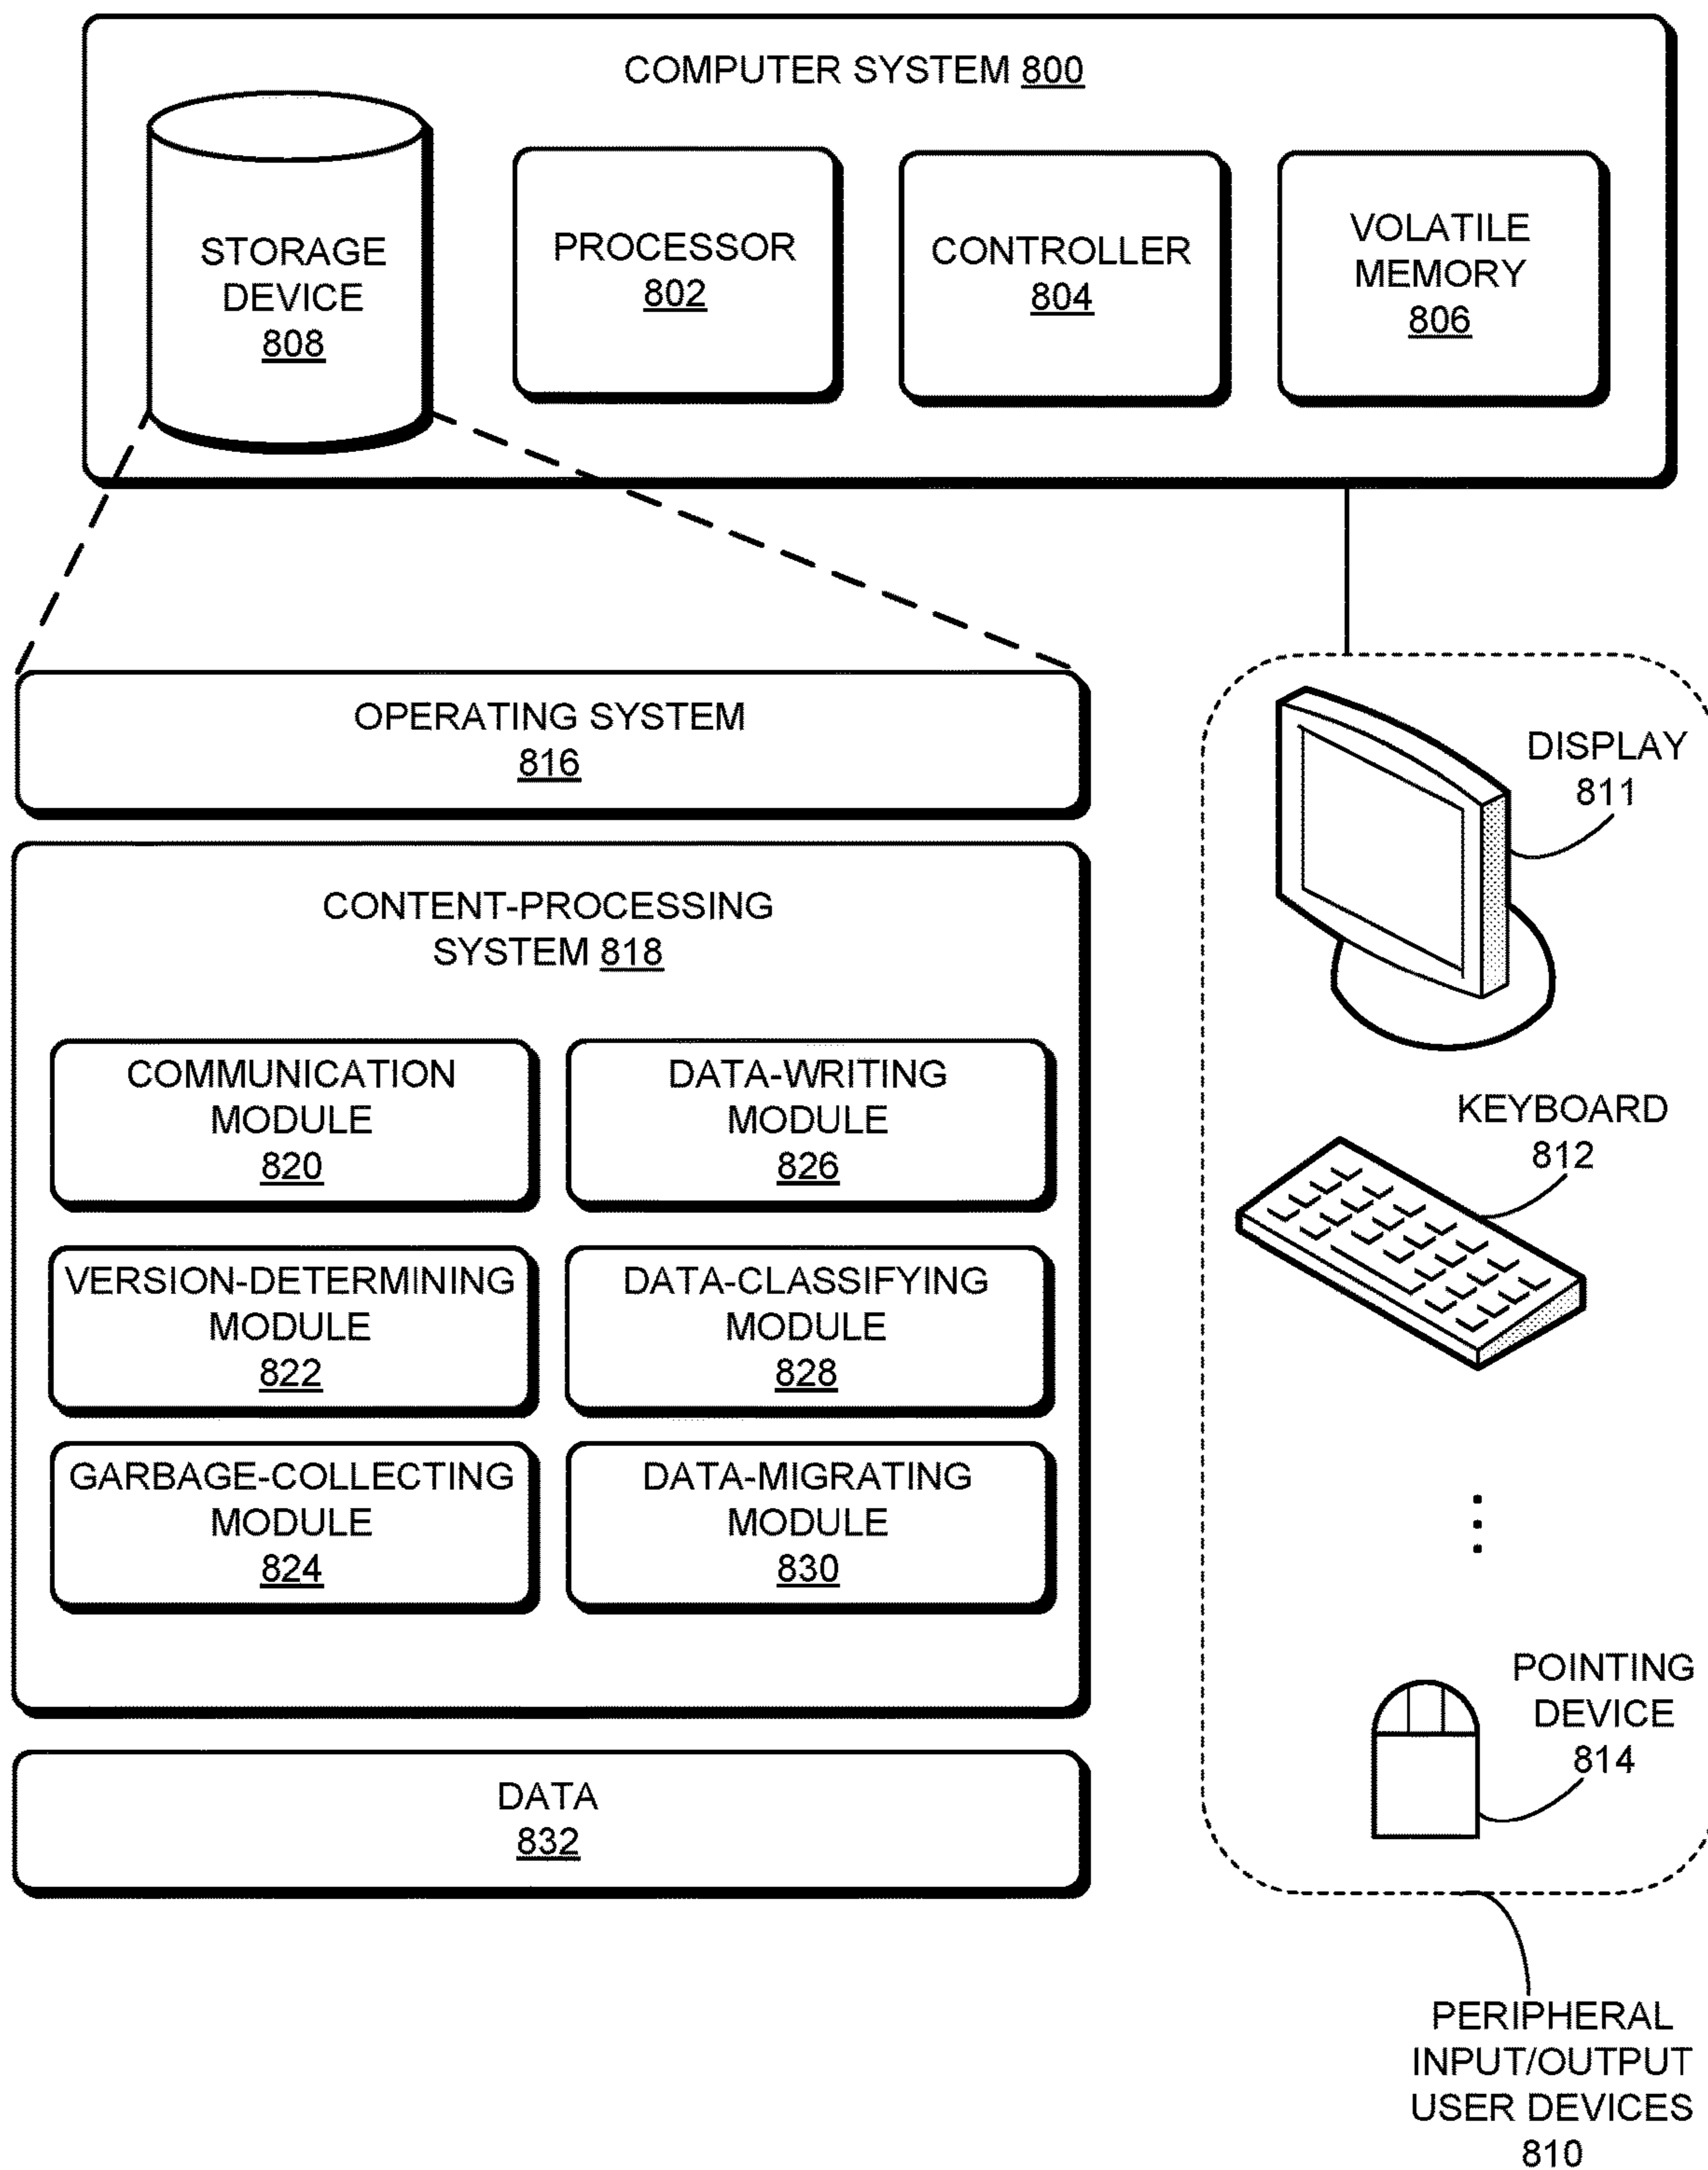 COMPUTER SYSTEM 800
STORAGE
DEVICE
808
PROCESSOR
802
CONTROLLER
804
VOLATILE
MEMORY
806
OPERATING SYSTEM
816
CONTENT-PROCESSING
SYSTEM 818
COMMUNICATION
MODULE
820
DATA-WRITING
MODULE
826
VERSION-DETERMINING
MODULE
822
DATA-CLASSIFYING
MODULE
828
GARBAGE-COLLECTING
MODULE
824
DATA-MIGRATING
MODULE
830
DATA
832
DISPLAY
811
KEYBOARD
812
POINTING
DEVICE
814
PERIPHERAL
INPUT/OUTPUT
USER DEVICES
810